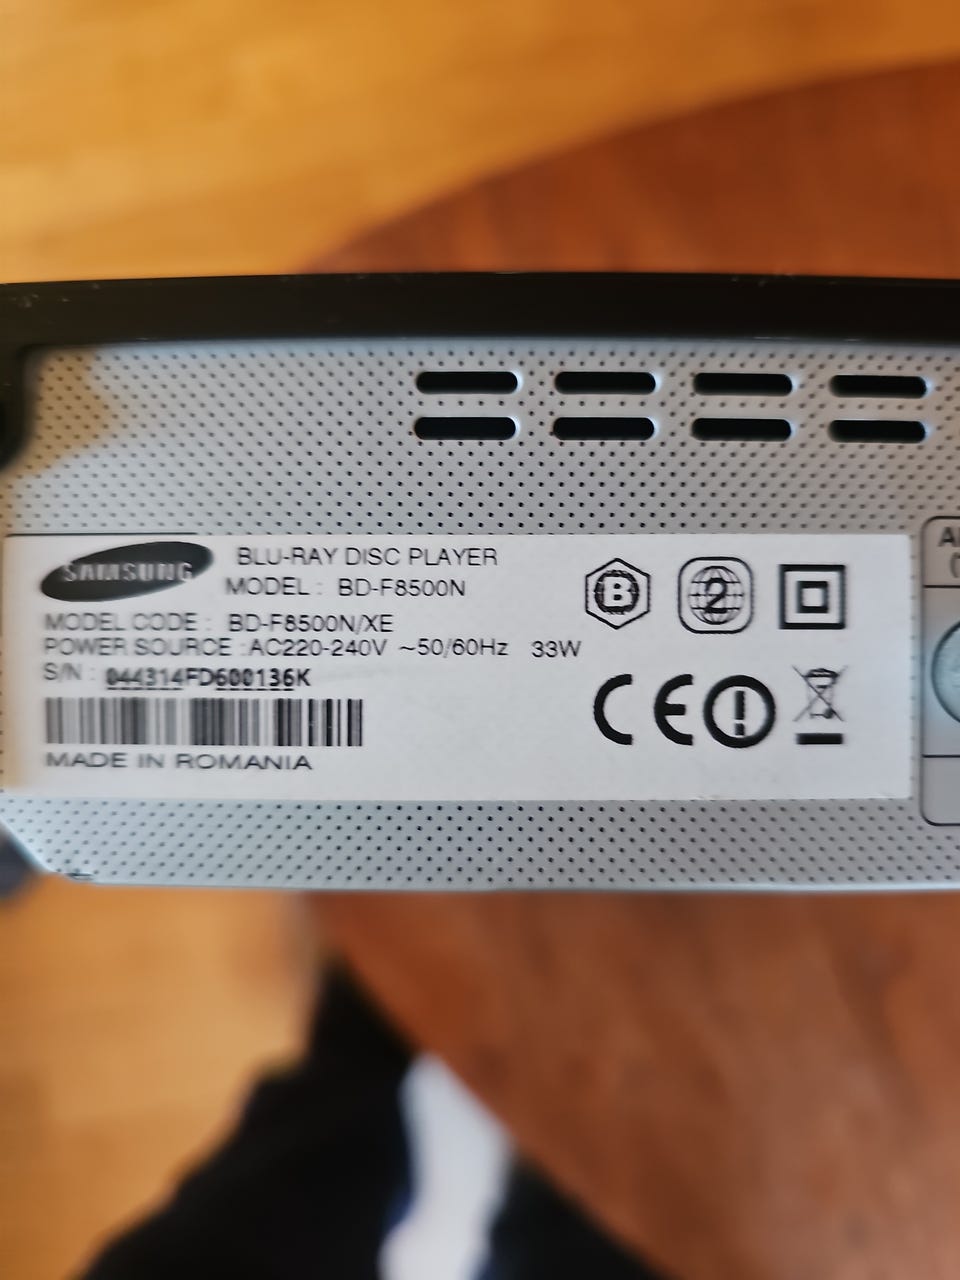 SAMSUNG
BLU-RAY DISC PLAYER
MODEL : BD-F8500N
MODEL CODE : BD-F8500N/XE
POWER SOURCE : AC220-240V ~50/60Hz 33W
S/N : 044314FD600136K
MADE IN ROMANIA
B
2
CE